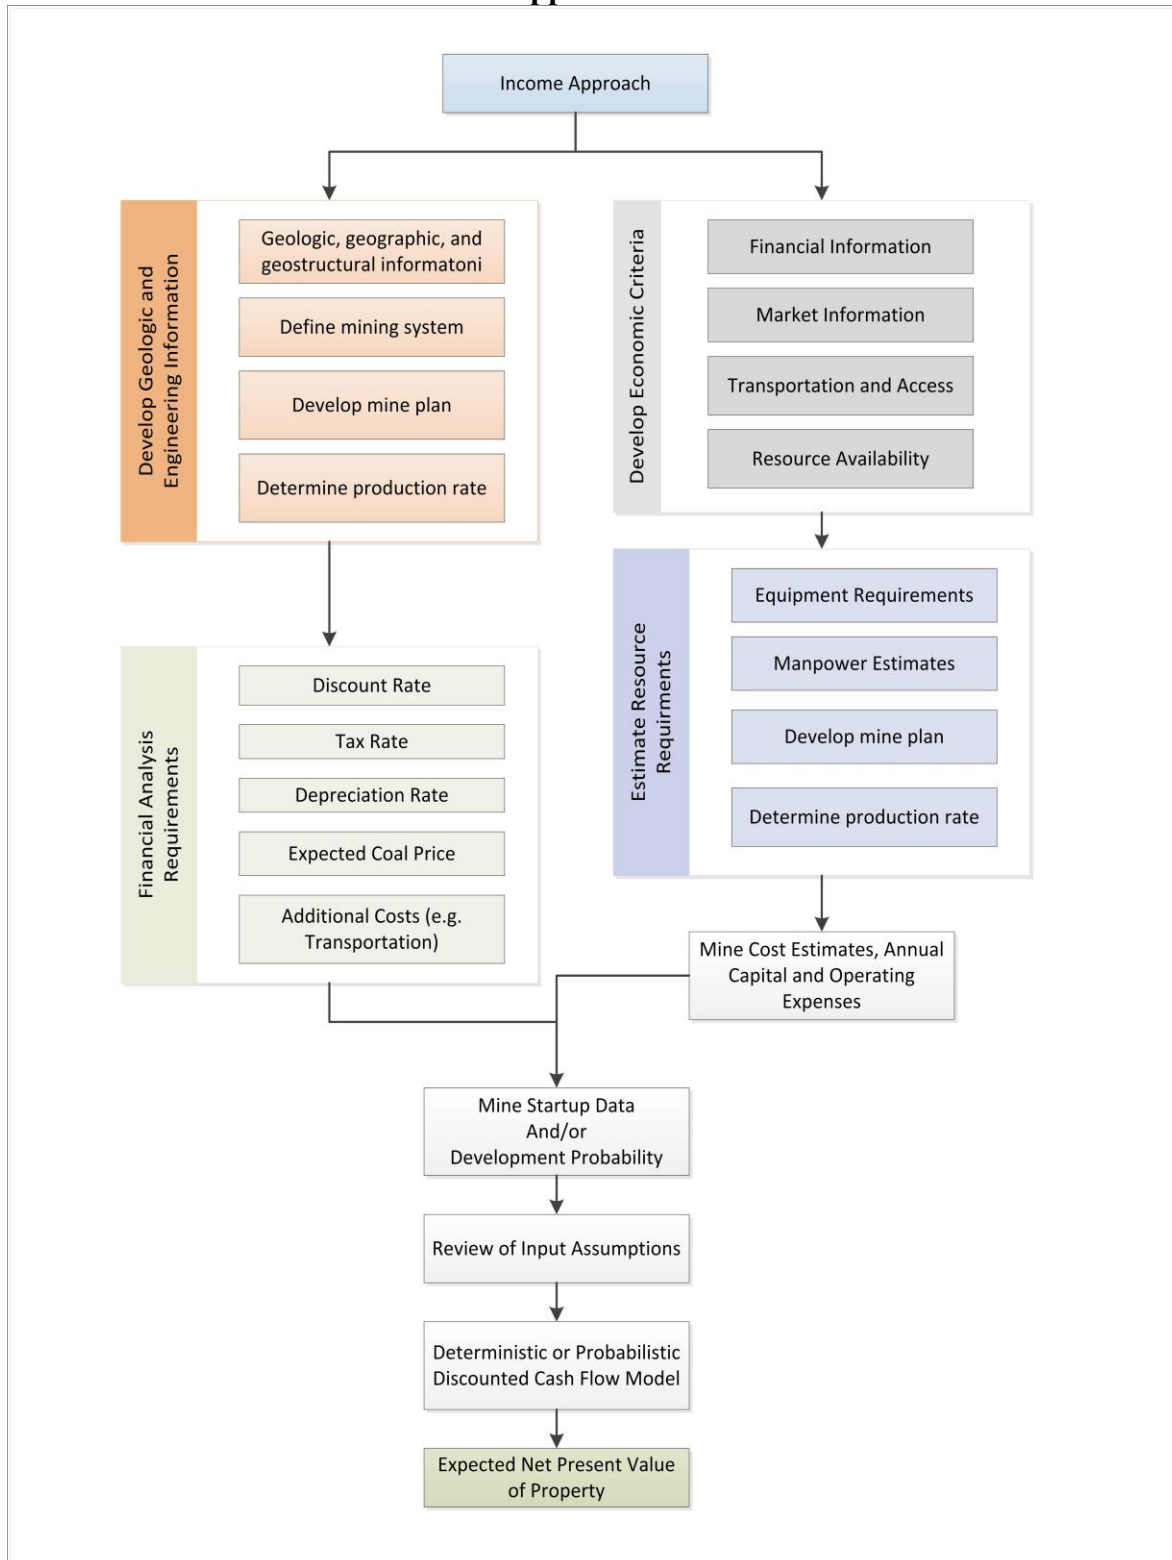 Income Approach
Develop Geologic and
Engineering Information
Geologic, geographic, and
geostructural informatoni
Define mining system
Develop mine plan
Determine production rate
Develop Economic Criteria
Financial Information
Market Information
Transportation and Access
Resource Availability
Financial Analysis
Requirements
Discount Rate
Tax Rate
Depreciation Rate
Expected Coal Price
Additional Costs (e.g.
Transportation)
Estimate Resource
Requirments
Equipment Requirements
Manpower Estimates
Develop mine plan
Determine production rate
Mine Cost Estimates, Annual
Capital and Operating
Expenses
Mine Startup Data
And/or
Development Probability
Review of Input Assumptions
Deterministic or Probabilistic
Discounted Cash Flow Model
Expected Net Present Value
of Property